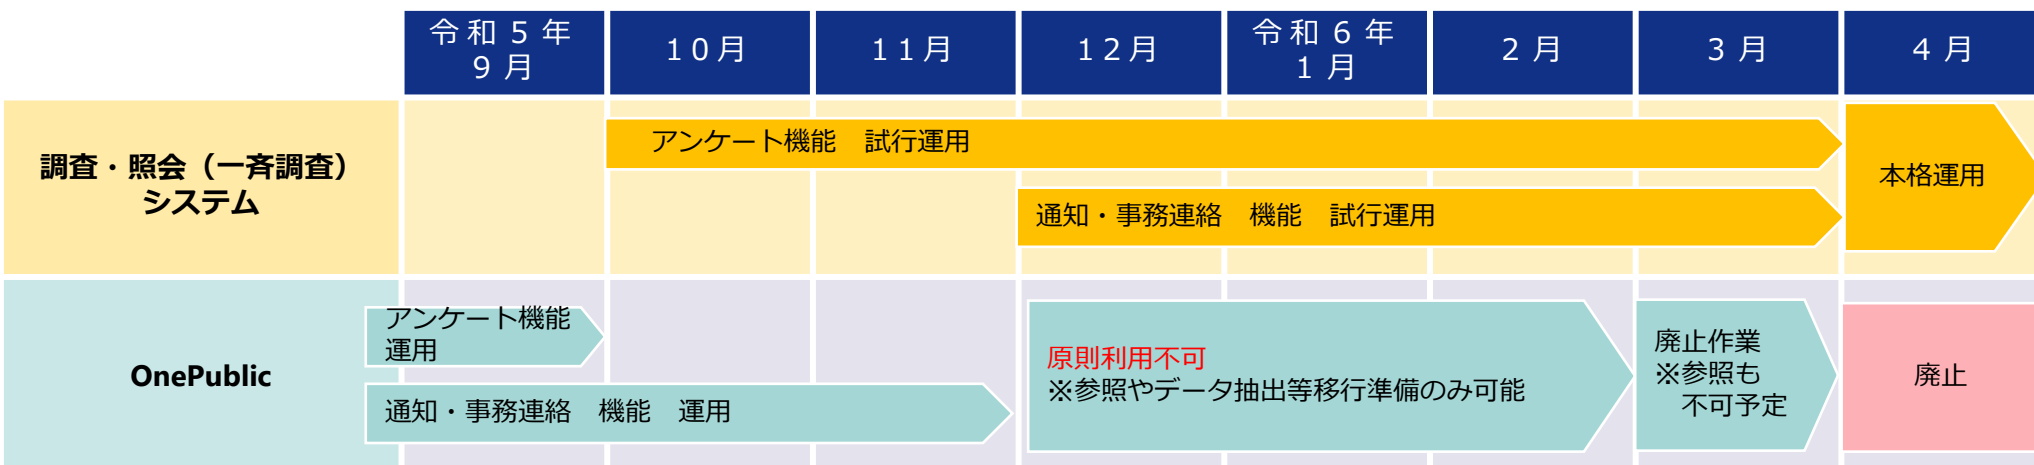 令和５年
９月
１０月
１１月
１２月
令和６年
１月
２月
３月
４月
調査・照会（一斉調査）
システム
アンケート機能　試行運用
通知・事務連絡　機能　試行運用
本格運用
OnePublic
アンケート機能
運用
通知・事務連絡　機能　運用
原則利用不可
※参照やデータ抽出等移行準備のみ可能
廃止作業
※参照も
不可予定
廃止